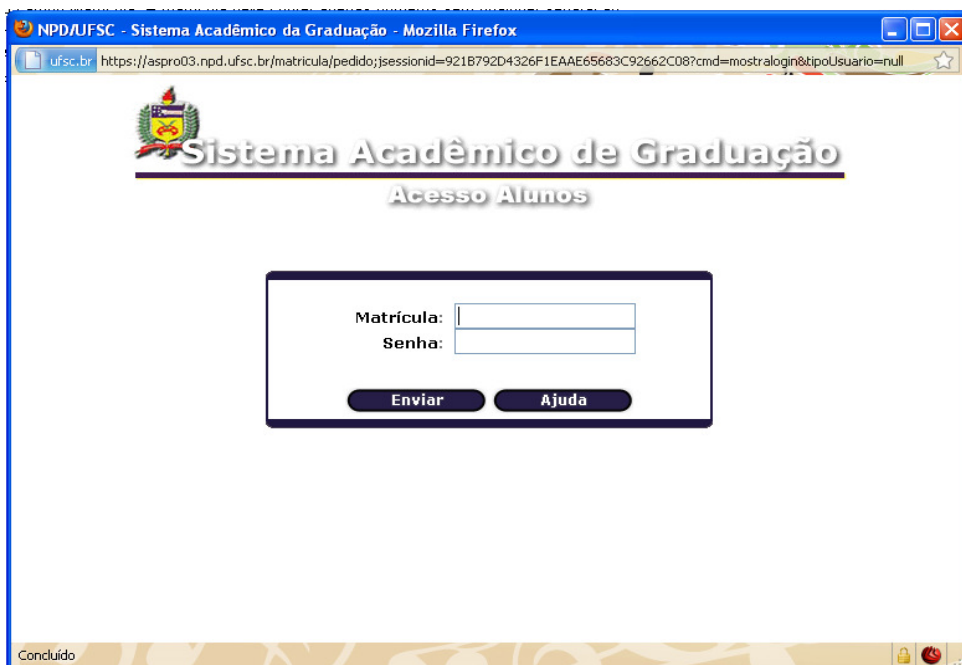 NPD/UFSC - Sistema Acadêmico da Graduação - Mozilla Firefox
ufsc.br https://aspro03.npd.ufsc.br/matricula/pedido;jsessionid=921B792D4326F1EAAE65683C92662C08?cmd=mostralogin&tipoUsuario=null
Sistema Acadêmico de Graduação
Acesso Alunos
Matrícula:
Senha:
Enviar Ajuda
Concluído